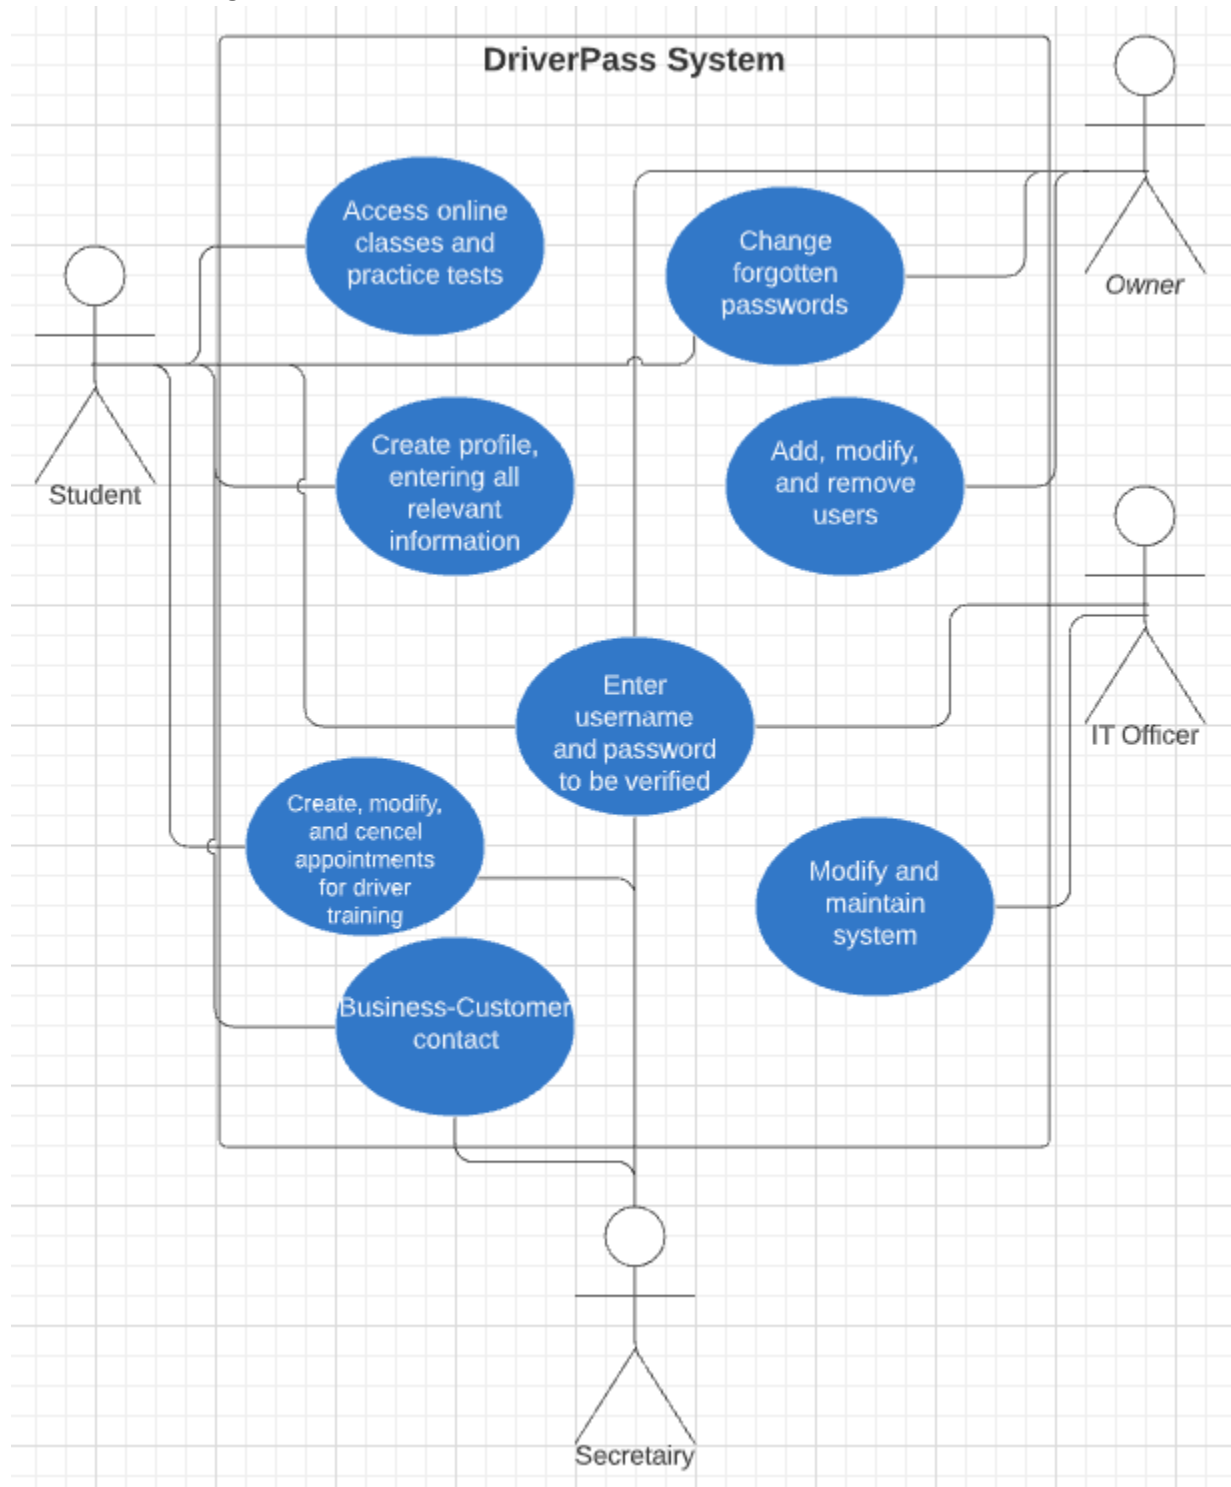 DriverPass System
Access online
classes and
practice tests
Change
forgotten
passwords
Owner
Student
Create profile,
entering all
relevant
information
Add, modify,
and remove
users
IT Officer
Enter
username
and password
to be verified
Create, modify,
and cencel
appointments
for driver
training
Modify and
maintain
system
Business-Customer
contact
Secretairy